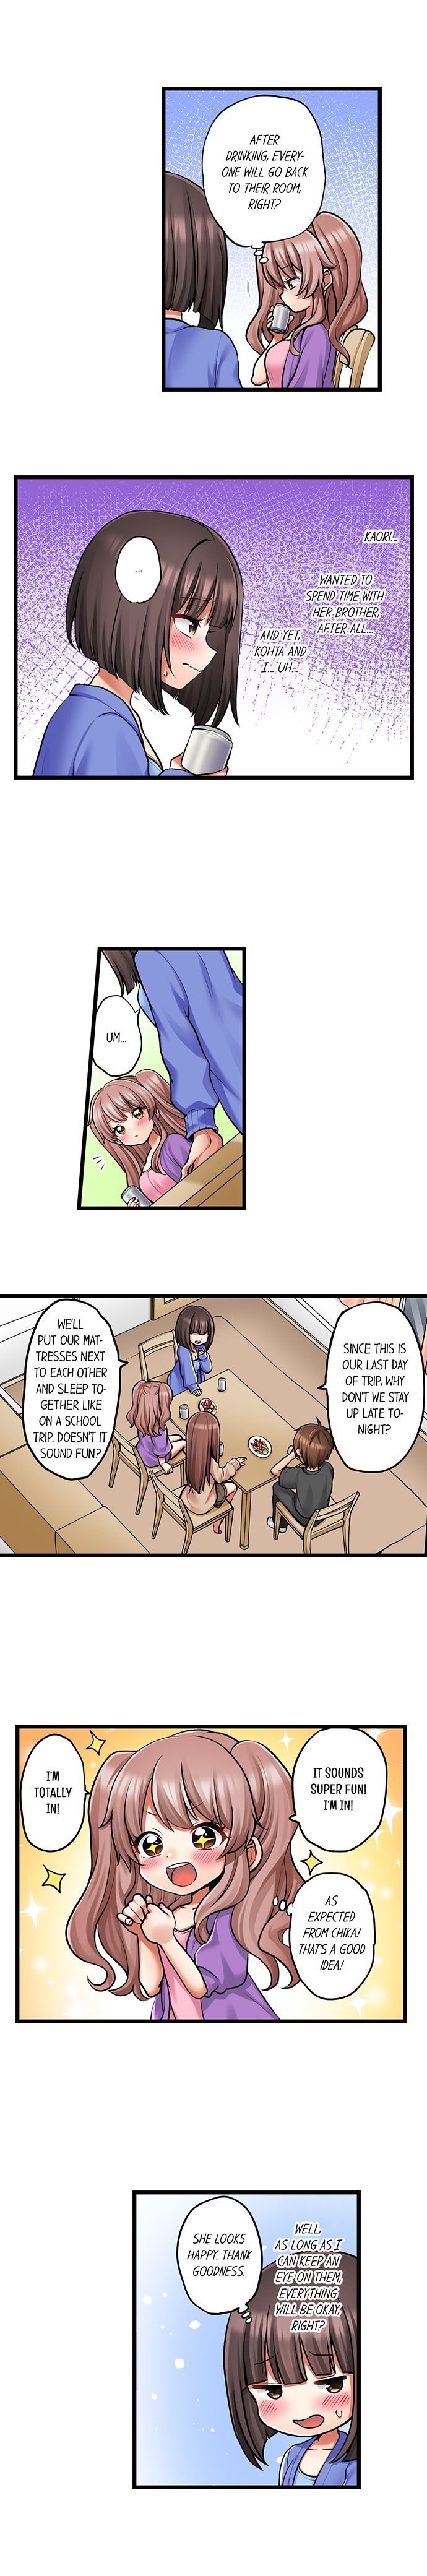 AFTER
DRINKING, EVERY-
ONE WILL GO BACK
TO THEIR ROOM,
RIGHT?
KAORI...
WANTED TO
SPEND TIME WITH
HER BROTHER,
AFTER ALL...
AND YET,
KOHTA AND
I... UH...
...
UM...
SINCE THIS IS
OUR LAST DAY
OF TRIP, WHY
DON'T WE STAY
UP LATE TO-
NIGHT?
WE'LL
PUT OUR MAT-
TRESSES NEXT
TO EACH OTHER
AND SLEEP TO-
GETHER LIKE
ON A SCHOOL
TRIP. DOESN'T IT
SOUND FUN?
IT SOUNDS
SUPER FUN!
I'M IN!
I'M
TOTALLY
IN!
AS
EXPECTED
FROM CHIKA!
THAT'S A GOOD
IDEA!
WELL,
AS LONG AS I
CAN KEEP AN
EYE ON THEM,
EVERYTHING
WILL BE OKAY,
RIGHT?
SHE LOOKS
HAPPY. THANK
GOODNESS.